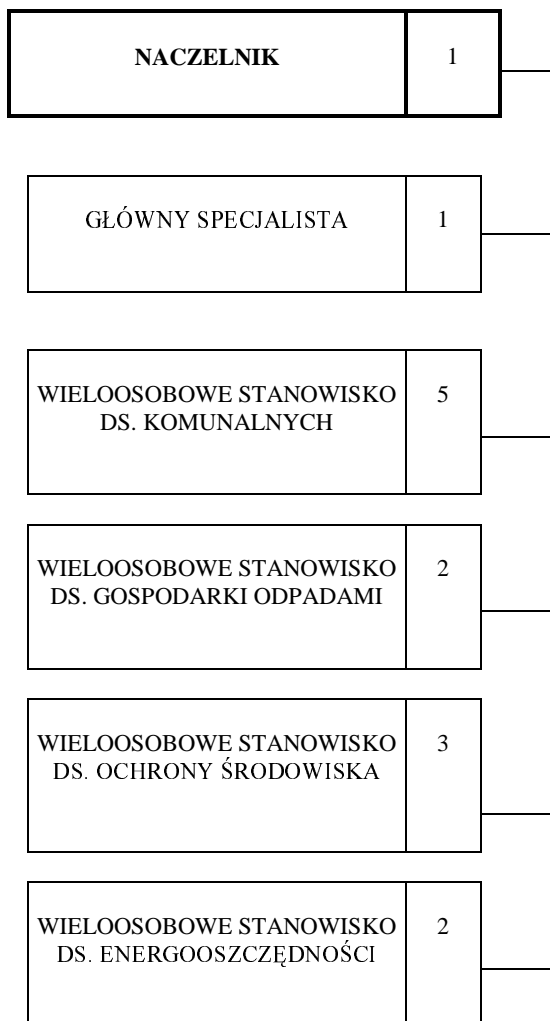 NACZELNIK 1
GŁÓWNY SPECJALISTA 1
WIELOOSOBOWE STANOWISKO 5
DS. KOMUNALNYCH
WIELOOSOBOWE STANOWISKO 2
DS. GOSPODARKI ODPADAMI
WIELOOSOBOWE STANOWISKO 3
DS. OCHRONY ŚRODOWISKA
WIELOOSOBOWE STANOWISKO 2
DS. ENERGOOSZCZĘDNOŚCI